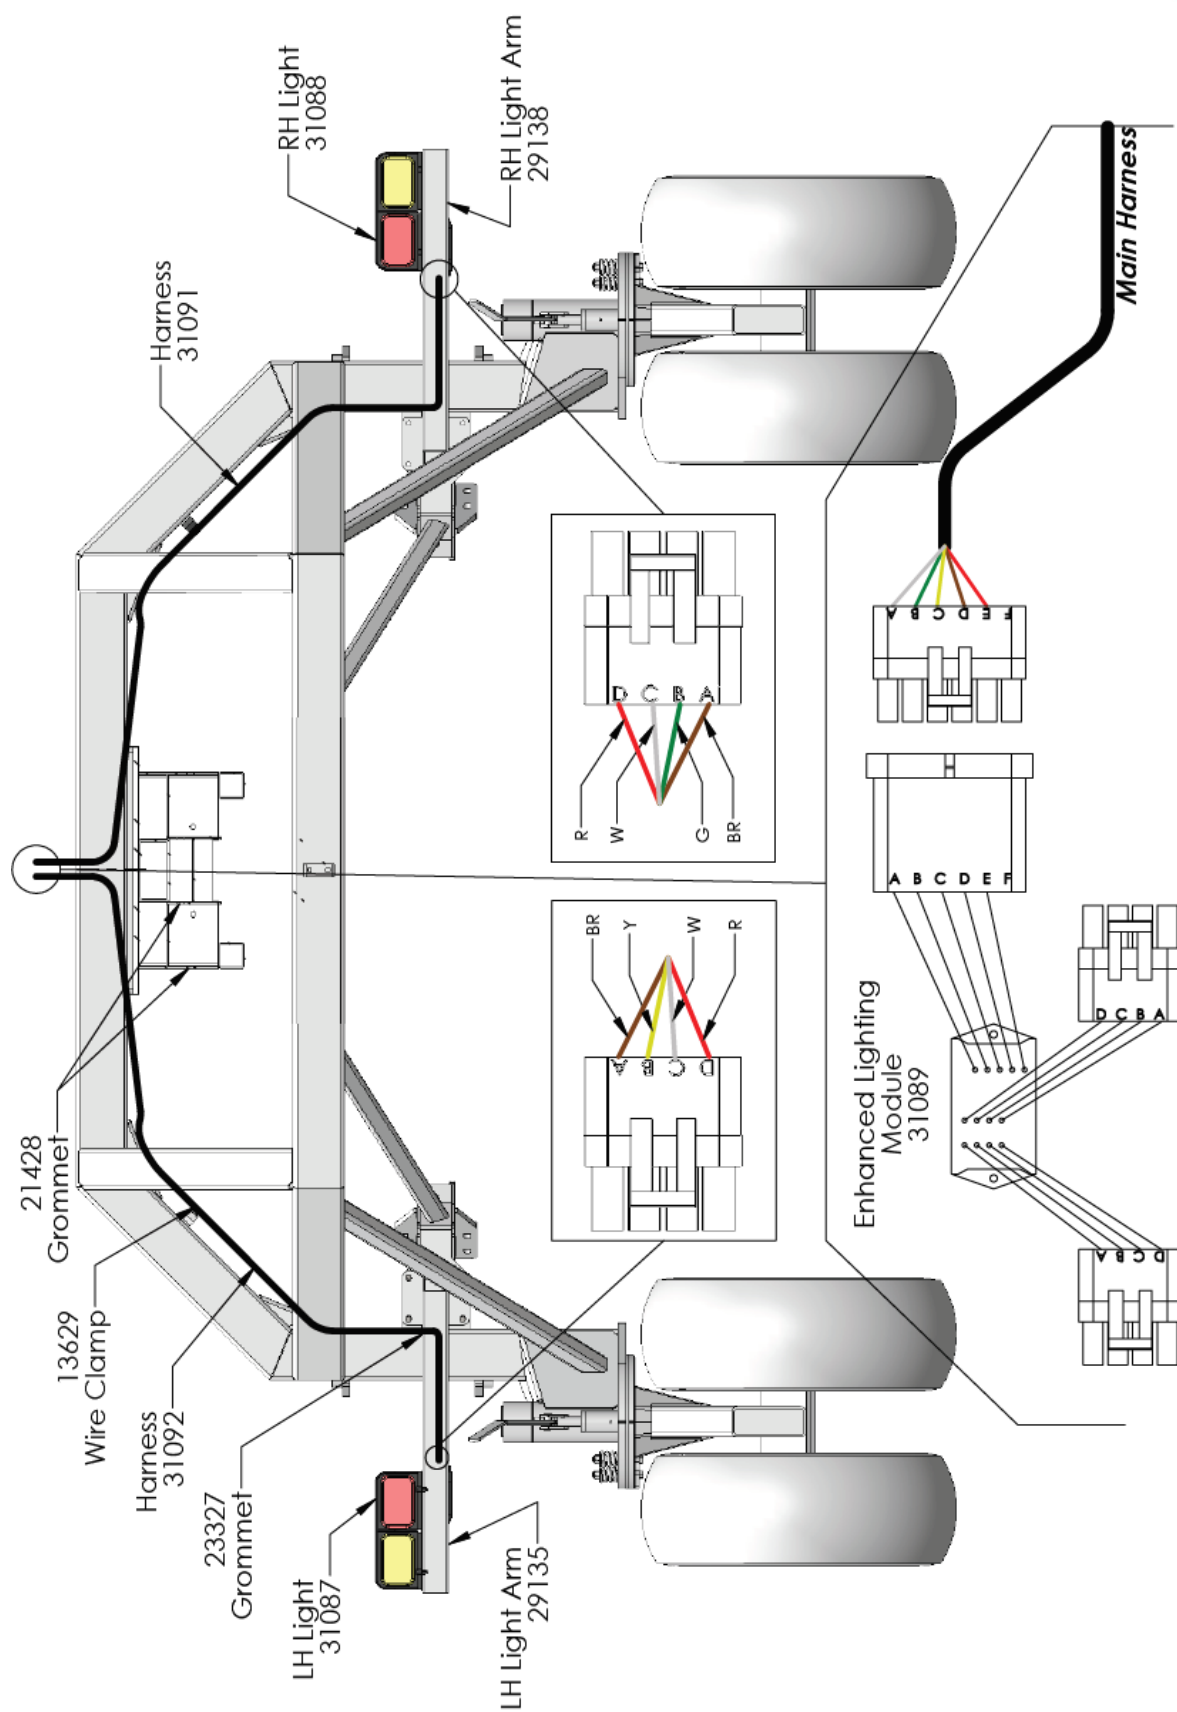 LH Light
31087
LH Light Arm
29135
23327
Grommet
Harness
31092
13629
Wire Clamp
21428
Grommet
Harness
31091
RH Light
31088
RH Light Arm
29138
BR
Y
W
R
A
B
C
D
R
W
G
BR
D
C
B
A
Enhanced Lighting
Module
31089
A
B
C
D
D
C
B
A
A
B
C
D
E
F
A
B
C
D
E
F
Main Harness